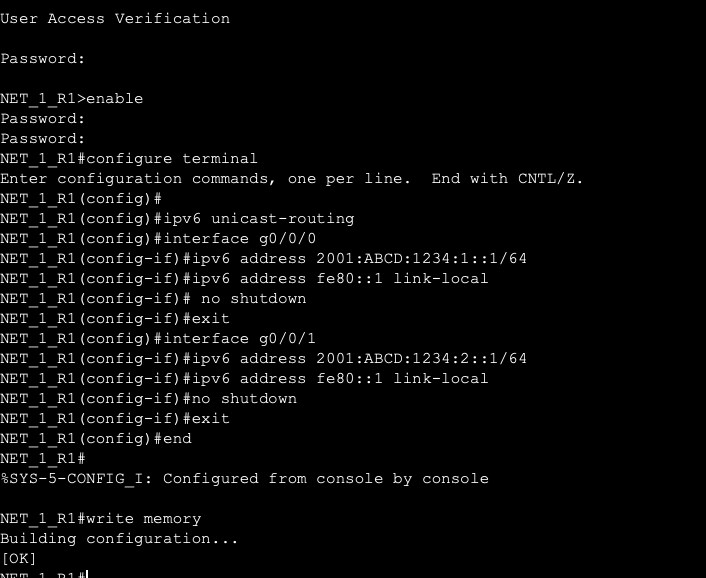 User Access Verification
Password:
NET_1_R1>enable
Password:
Password:
NET_1_R1#configure terminal
Enter configuration commands, one per line.  End with CNTL/Z.
NET_1_R1(config)#
NET_1_R1(config)#ipv6 unicast-routing
NET_1_R1(config)#interface g0/0/0
NET_1_R1(config-if)#ipv6 address 2001:ABCD:1234:1::1/64
NET_1_R1(config-if)#ipv6 address fe80::1 link-local
NET_1_R1(config-if)# no shutdown
NET_1_R1(config-if)#exit
NET_1_R1(config)#interface g0/0/1
NET_1_R1(config-if)#ipv6 address 2001:ABCD:1234:2::1/64
NET_1_R1(config-if)#ipv6 address fe80::1 link-local
NET_1_R1(config-if)#no shutdown
NET_1_R1(config-if)#exit
NET_1_R1(config)#end
NET_1_R1#
%SYS-5-CONFIG_I: Configured from console by console
NET_1_R1#write memory
Building configuration...
[OK]
NET_1_R1#